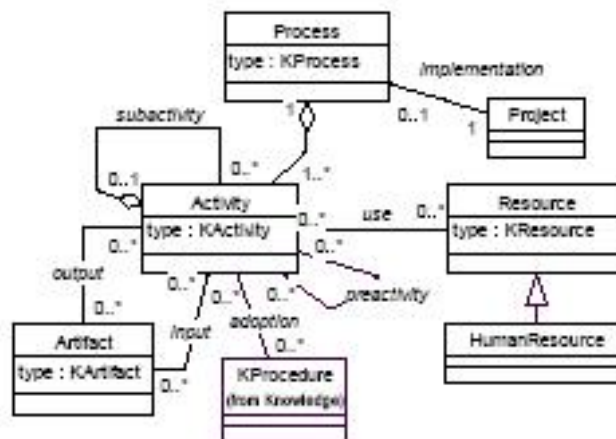 Process
type : KProcess
implementation
0..1
1
Project
1
subactivity
0..*
1..*
0..1
Activity
type : KActivity
0..*
use
0..*
Resource
type : KResource
0..*
output
0..*
0..*
0..*
0..*
0..*
preactivity
input
adoption
HumanResource
Artifact
type : KArtifact
0..*
0..*
KProcedure
(from Knowledge)